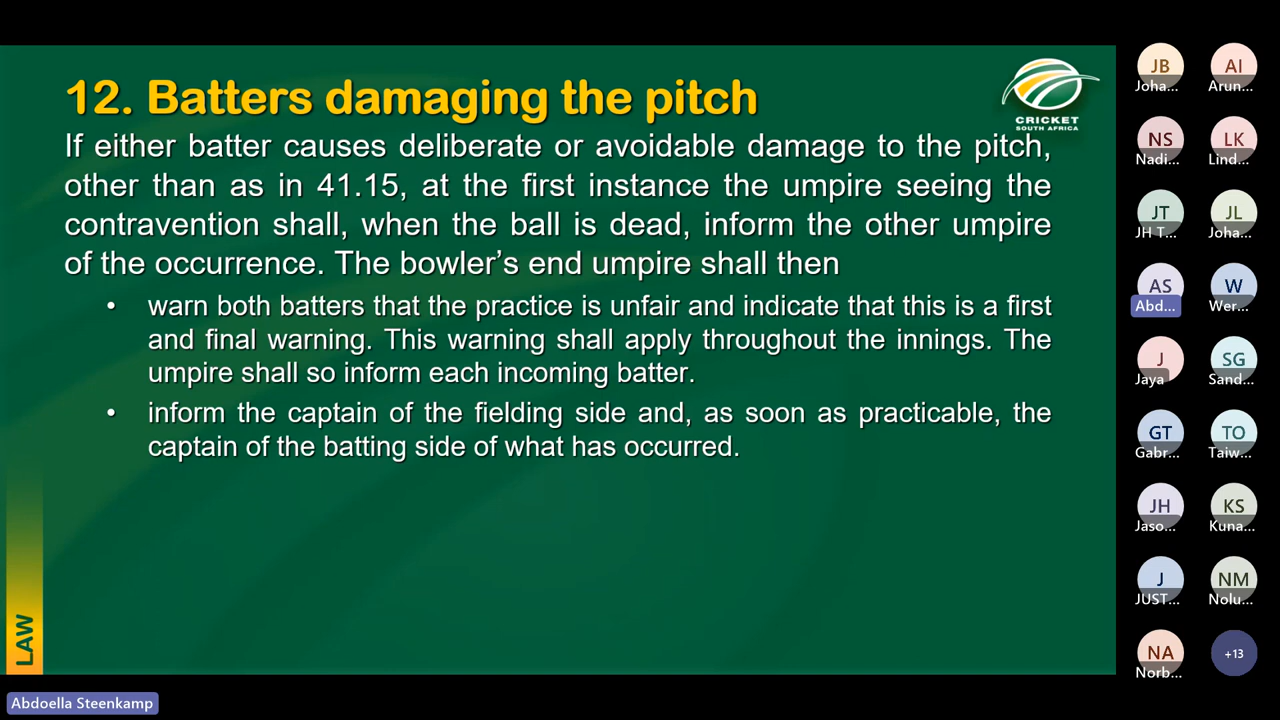 12. Batters damaging the pitch
CRICKET
SOUTH AFRICA
If either batter causes deliberate or avoidable damage to the pitch,
other than as in 41.15, at the first instance the umpire seeing the
contravention shall, when the ball is dead, inform the other umpire
of the occurrence. The bowler’s end umpire shall then
• warn both batters that the practice is unfair and indicate that this is a first
and final warning. This warning shall apply throughout the innings. The
umpire shall so inform each incoming batter.
• inform the captain of the fielding side and, as soon as practicable, the
captain of the batting side of what has occurred.
LAW
Abdoella Steenkamp
JB
Joha...
AI
Arun...
NS
Nadi...
LK
Lind...
JT
JH T...
JL
Joha...
AS
Abd...
W
Wer...
J
Jaya
SG
Sand...
GT
Gabr...
TO
Taiw...
JH
Jaso...
KS
Kuna...
J
JUST...
NM
Nolu...
NA
Norb...
+13